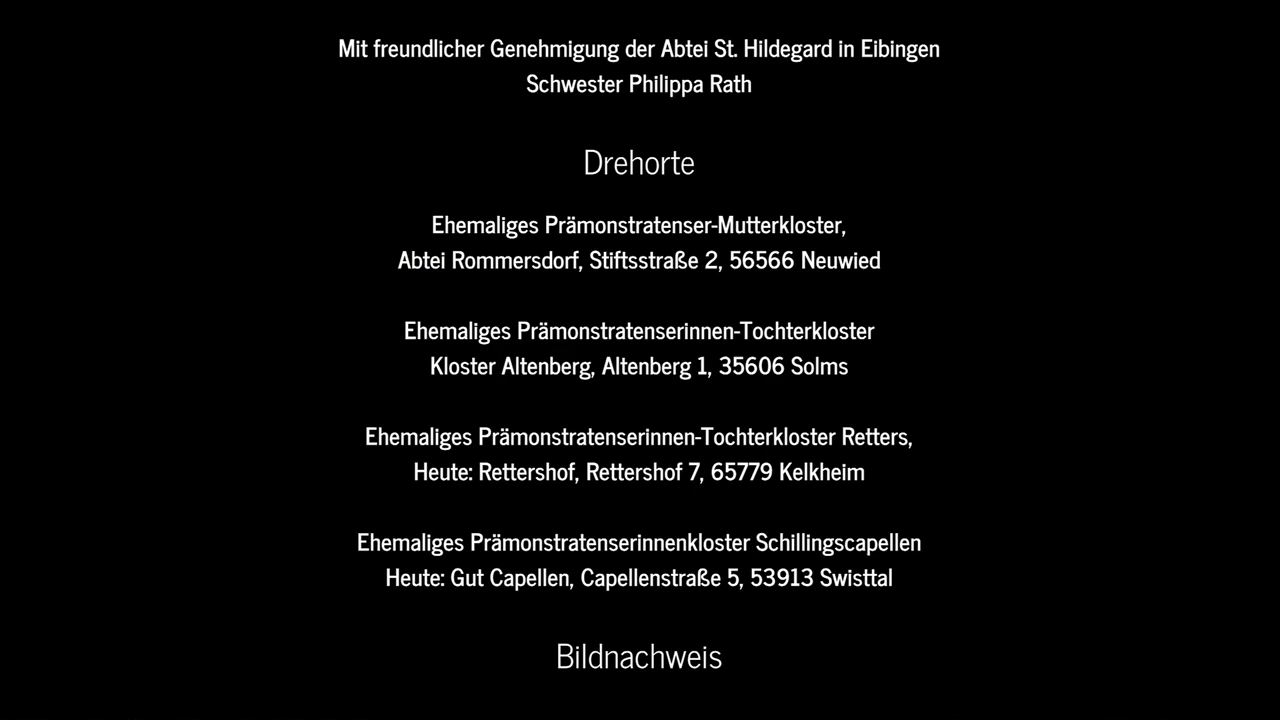 Mit freundlicher Genehmigung der Abtei St. Hildegard in Eibingen
Schwester Philippa Rath
Drehorte
Ehemaliges Prämonstratenser-Mutterkloster,
Abtei Rommersdorf, Stiftsstraße 2, 56566 Neuwied
Ehemaliges Prämonstratenserinnen-Tochterkloster
Kloster Altenberg, Altenberg 1, 35606 Solms
Ehemaliges Prämonstratenserinnen-Tochterkloster Retters,
Heute: Rettershof, Rettershof 7, 65779 Kelkheim
Ehemaliges Prämonstratenserinnenkloster Schillingscapellen
Heute: Gut Capellen, Capellenstraße 5, 53913 Swisttal
Bildnachweis